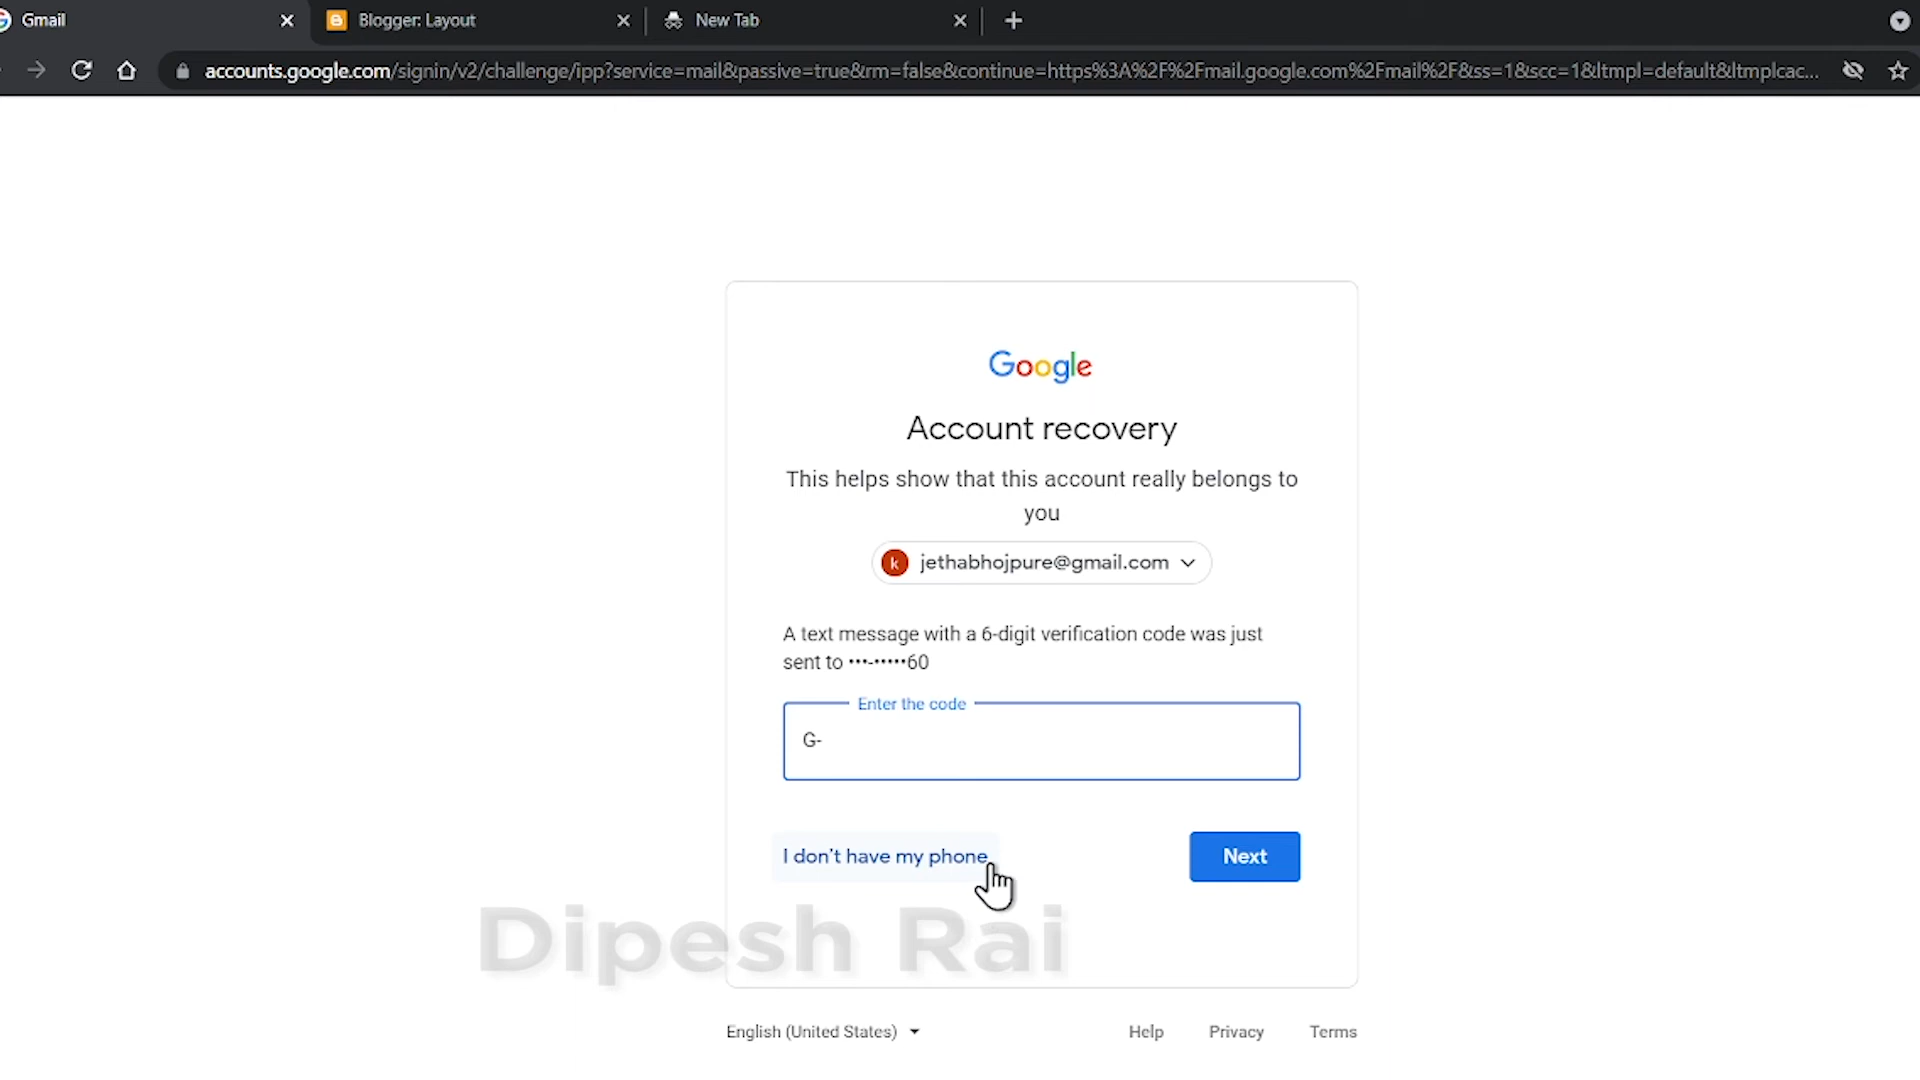 Gmail
Blogger: Layout
New Tab
accounts.google.com/signin/v2/challenge/ipp?service=mail&passive=true&rm=false&continue=https%3A%2F%2Fmail.google.com%2Fmail%2F&ss=1&scc=1&ltmpl=default&ltmplcac...
Google
Account recovery
This helps show that this account really belongs to
you
k jethabhojpure@gmail.com
A text message with a 6-digit verification code was just
sent to •••-•••••60
Enter the code
G-
I don't have my phone
Next
Dipesh Rai
English (United States)
Help
Privacy
Terms